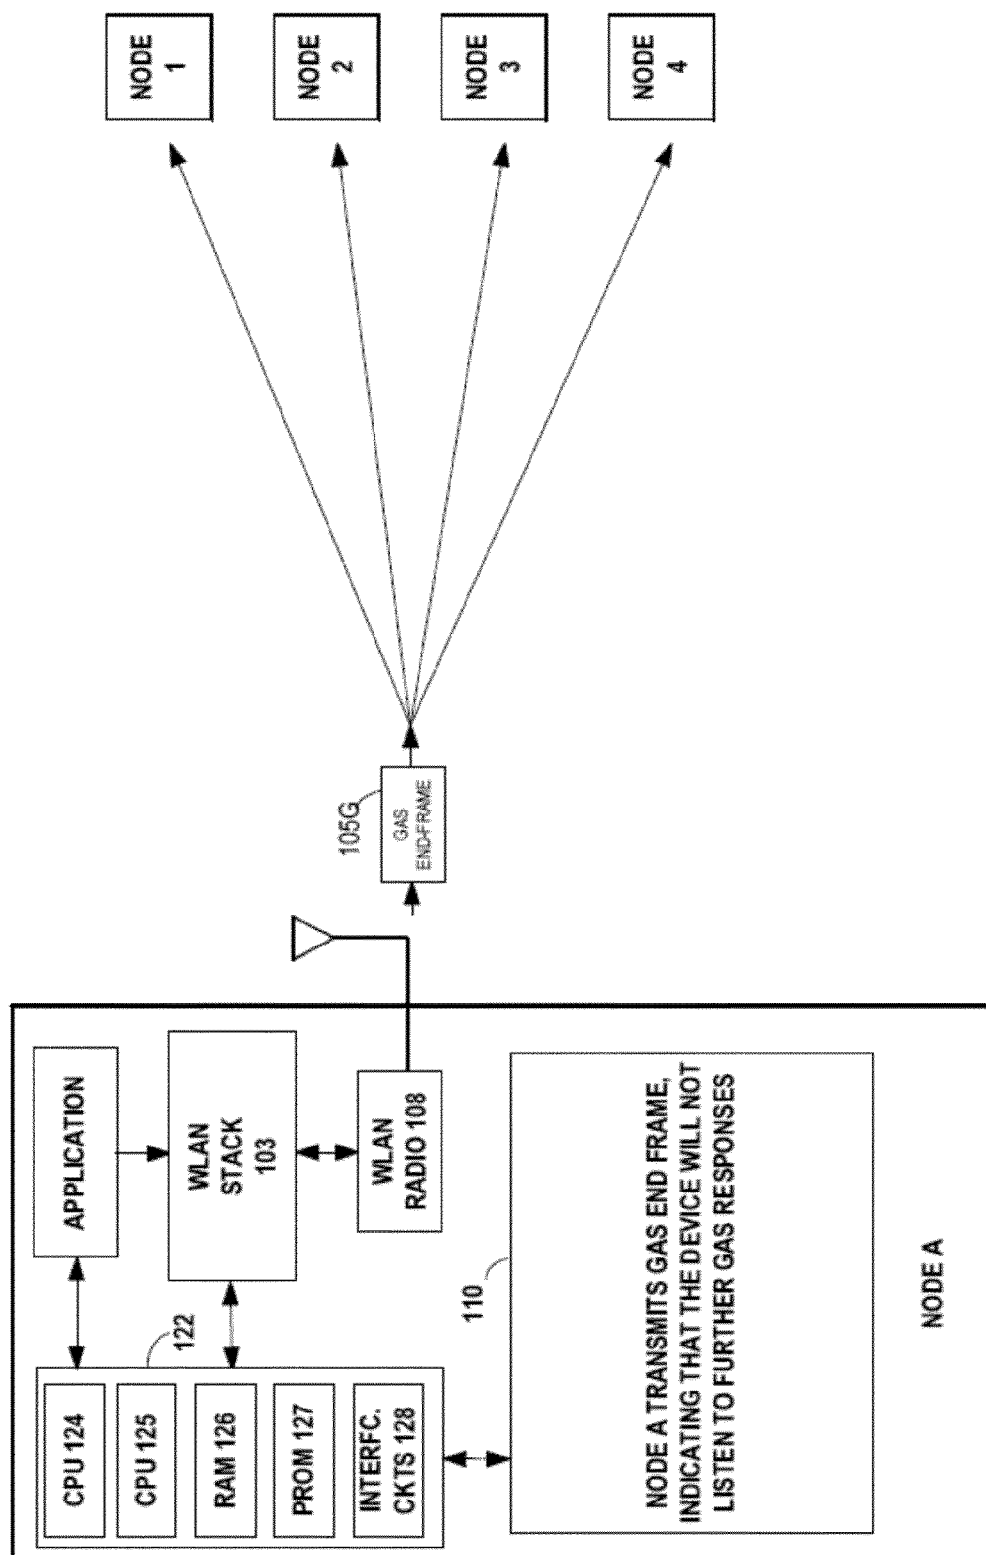 CPU 124
CPU 125
RAM 126
PROM 127
INTERFC.
CKTS 128
122
APPLICATION
WLAN
STACK
103
WLAN
RADIO 108
110
NODE A TRANSMITS GAS END FRAME,
INDICATING THAT THE DEVICE WILL NOT
LISTEN TO FURTHER GAS RESPONSES
NODE A
105G
GAS
END-FRAME
NODE
1
NODE
2
NODE
3
NODE
4